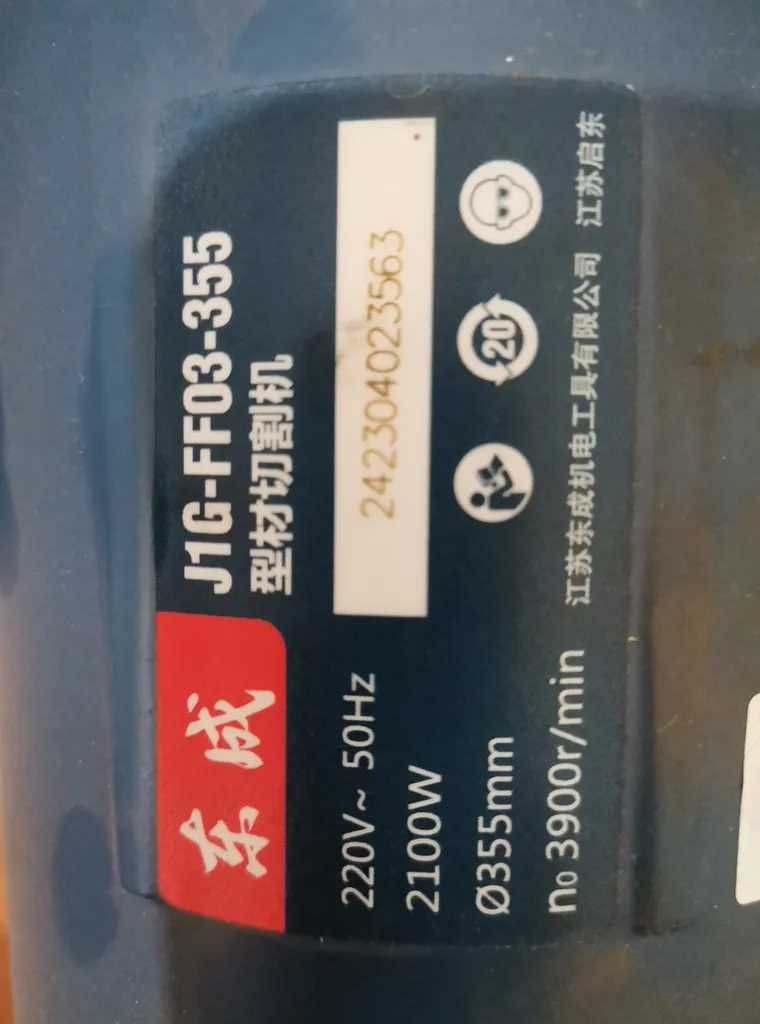 东成
J1G-FF03-355
型材切割机
220V~ 50Hz
2100W
Ø355mm
n₀ 3900r/min
242304023563
20
江苏东成机电工具有限公司 江苏启东